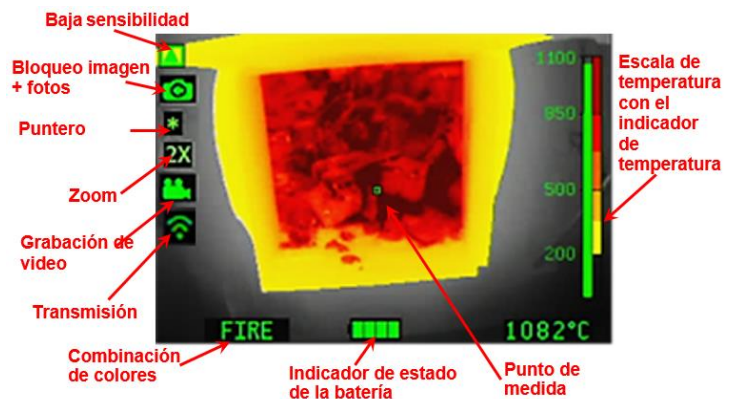 Baja sensibilidad
Bloqueo imagen
+ fotos
Puntero
Zoom
Grabación de
video
Transmisión
Combinación
de colores
*
2X
FIRE
1082°C
1100
850
500
200
Escala de
temperatura
con el
indicador
de
temperatura
Indicador de estado
de la batería
Punto de
medida